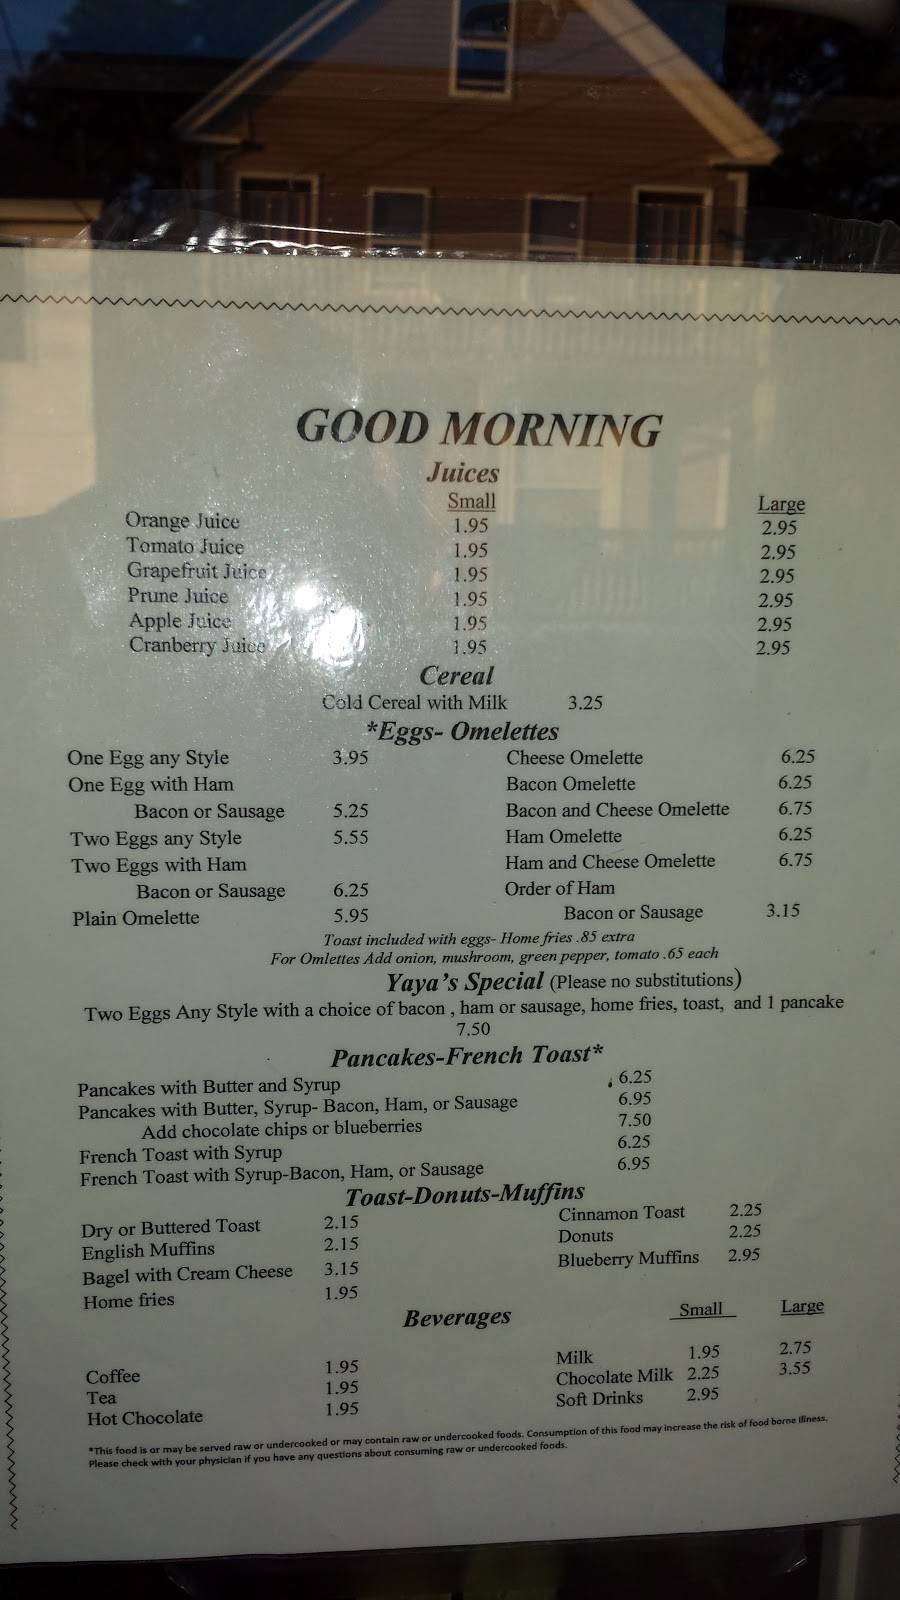 GOOD MORNING
Juices
Small Large
Orange Juice 1.95 2.95
Tomato Juice 1.95 2.95
Grapefruit Juice 1.95 2.95
Prune Juice 1.95 2.95
Apple Juice 1.95 2.95
Cranberry Juice 1.95 2.95
Cereal
Cold Cereal with Milk 3.25
*Eggs- Omelettes
One Egg any Style 3.95 Cheese Omelette 6.25
One Egg with Ham Bacon Omelette 6.25
Bacon or Sausage 5.25 Bacon and Cheese Omelette 6.75
Two Eggs any Style 5.55 Ham Omelette 6.25
Two Eggs with Ham Ham and Cheese Omelette 6.75
Bacon or Sausage 6.25 Order of Ham
Plain Omelette 5.95 Bacon or Sausage 3.15
Toast included with eggs- Home fries .85 extra
For Omlettes Add onion, mushroom, green pepper, tomato .65 each
Yaya's Special (Please no substitutions)
Two Eggs Any Style with a choice of bacon , ham or sausage, home fries, toast, and 1 pancake
7.50
Pancakes-French Toast*
Pancakes with Butter and Syrup 6.25
Pancakes with Butter, Syrup- Bacon, Ham, or Sausage 6.95
Add chocolate chips or blueberries 7.50
French Toast with Syrup 6.25
French Toast with Syrup-Bacon, Ham, or Sausage 6.95
Toast-Donuts-Muffins
Dry or Buttered Toast 2.15 Cinnamon Toast 2.25
English Muffins 2.15 Donuts 2.25
Bagel with Cream Cheese 3.15 Blueberry Muffins 2.95
Home fries 1.95
Beverages Small Large
Coffee 1.95 Milk 1.95 2.75
Tea 1.95 Chocolate Milk 2.25 3.55
Hot Chocolate 1.95 Soft Drinks 2.95
*This food is or may be served raw or undercooked or may contain raw or undercooked foods. Consumption of this food may increase the risk of food borne illness.
Please check with your physician if you have any questions about consuming raw or undercooked foods.